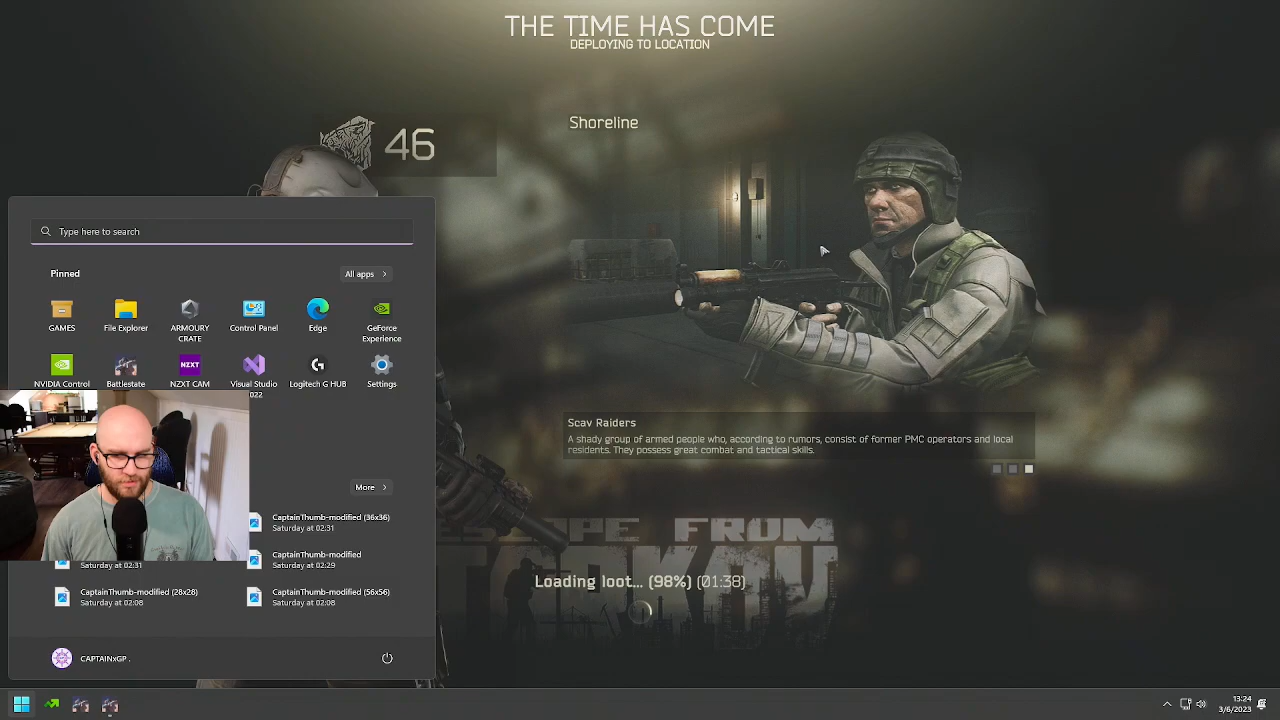 THE TIME HAS COME
DEPLOYING TO LOCATION
46
Shoreline
Type here to search
Pinned
All apps
GAMES
File Explorer
ARMOURY CRATE
Control Panel
Edge
GeForce Experience
NVIDIA Control
Battlestate
NZXT
NZXT CAM
Visual Studio
022
Logitech G HUB
Settings
Scav Raiders
A shady group of armed people who, according to rumors, consist of former PMC operators and local
residents. They possess great combat and tactical skills.
More
CaptainThumb-modified (36x36)
Saturday at 02:31
Saturday at 02:31
CaptainThumb-modified
Saturday at 02:29
CaptainThumb-modified (28x28)
Saturday at 02:08
CaptainThumb-modified (56x56)
Saturday at 02:08
ESCAPE FROM
TARKOV
Loading loot... (98%) (01:38)
CAPTAINxGP .
13:24
3/6/2023